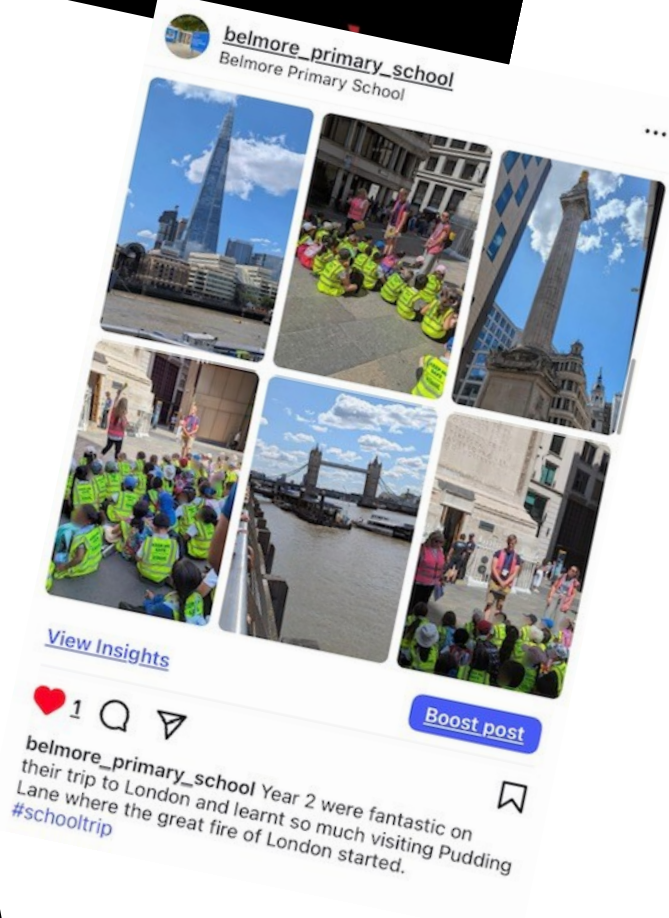 belmore_primary_school
Belmore Primary School
View Insights
1
Boost post
belmore_primary_school Year 2 were fantastic on
their trip to London and learnt so much visiting Pudding
Lane where the great fire of London started.
#schooltrip